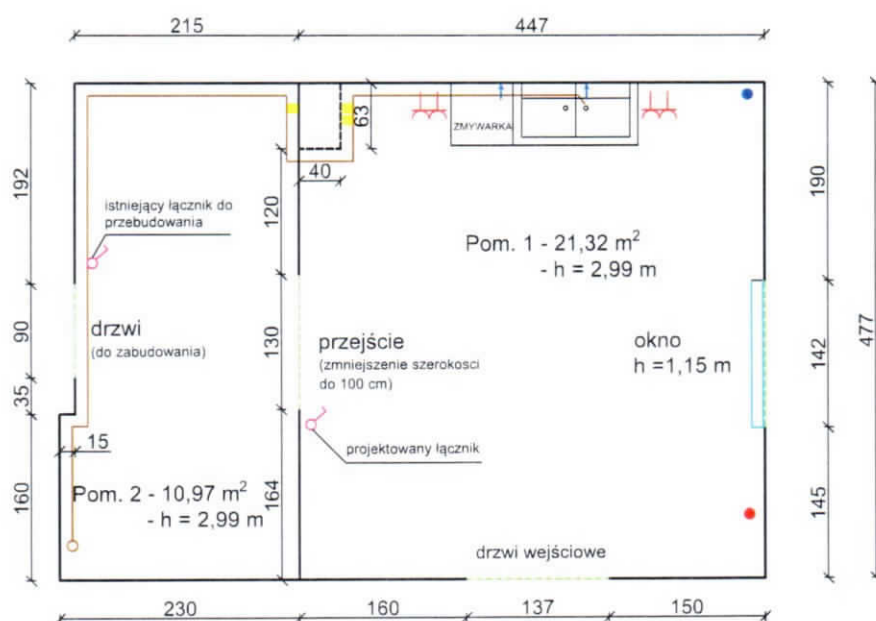 215
447
ZMYWARKA
63
40
192
istniejący łącznik do
przebudowania
120
190
Pom. 1 - 21,32 m²
- h = 2,99 m
90
drzwi
(do zabudowania)
130
przejście
(zmniejszenie szerokosci
do 100 cm)
okno
h =1,15 m
142
477
35
15
projektowany łącznik
160
Pom. 2 - 10,97 m²
- h = 2,99 m
164
145
drzwi wejściowe
230
160
137
150